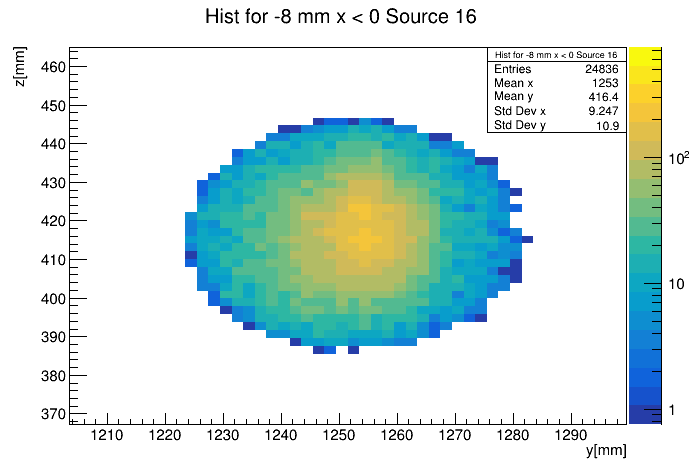 Hist for -8 mm x < 0 Source 16
z[mm]
Hist for -8 mm x < 0 Source 16
Entries 24836
Mean x 1253
Mean y 416.4
Std Dev x 9.247
Std Dev y 10.9
460
450
440
430
420
410
400
390
380
370
10²
10
1
1210 1220 1230 1240 1250 1260 1270 1280 1290
y[mm]